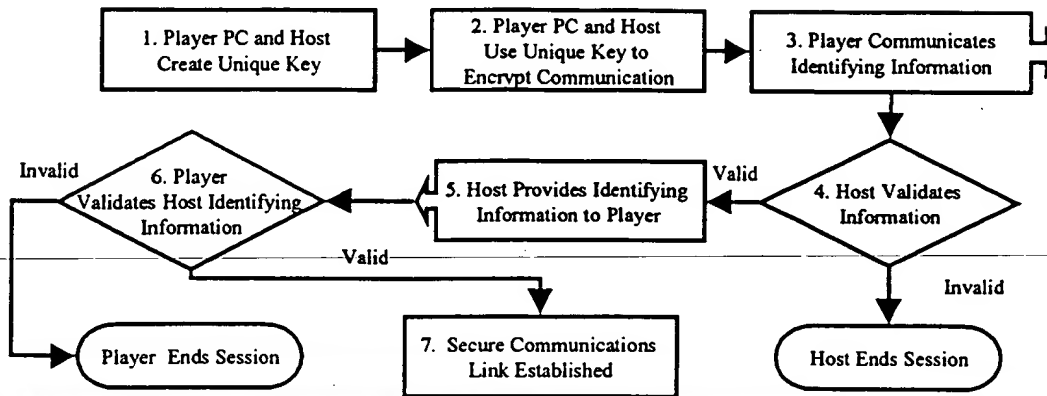 1. Player PC and Host
Create Unique Key
2. Player PC and Host
Use Unique Key to
Encrypt Communication
3. Player Communicates
Identifying Information
4. Host Validates
Information
Valid
Invalid
5. Host Provides Identifying
Information to Player
6. Player
Validates Host Identifying
Information
Invalid
Valid
Player Ends Session
7. Secure Communications
Link Established
Host Ends Session